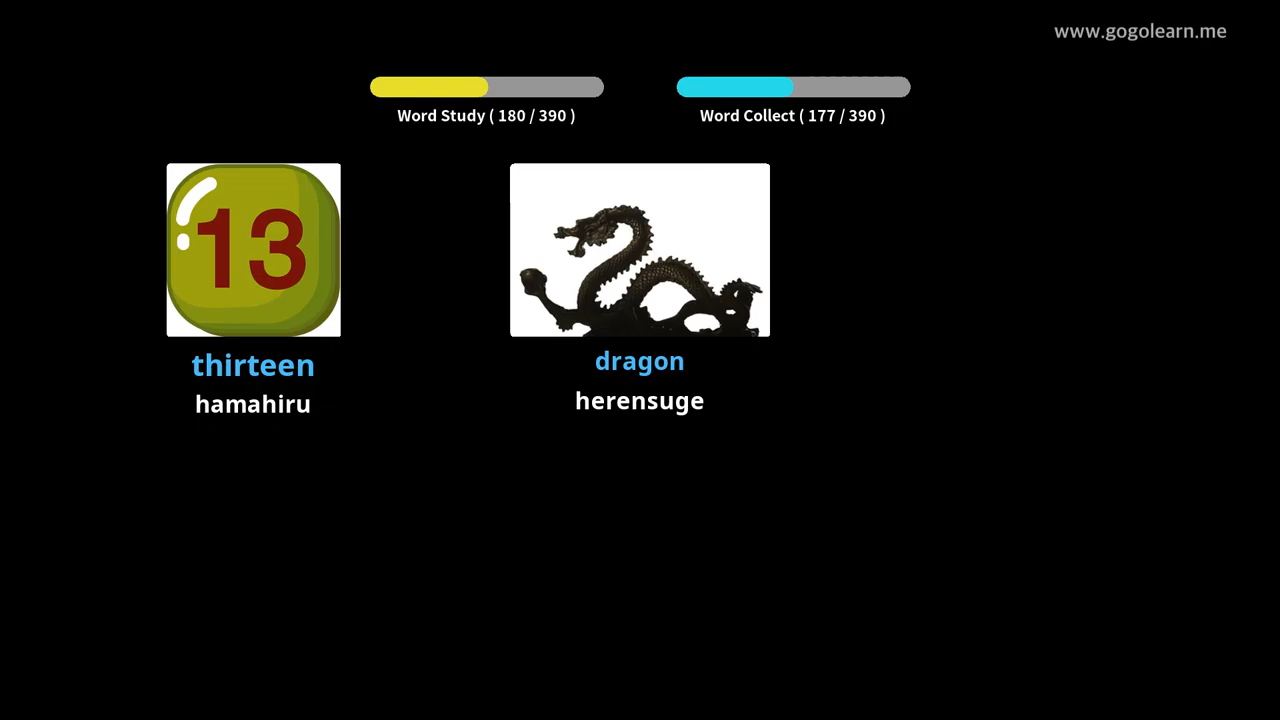 www.gogolearn.me
Word Study ( 180 / 390 )
Word Collect ( 177 / 390 )
13
thirteen
hamahiru
dragon
herensuge